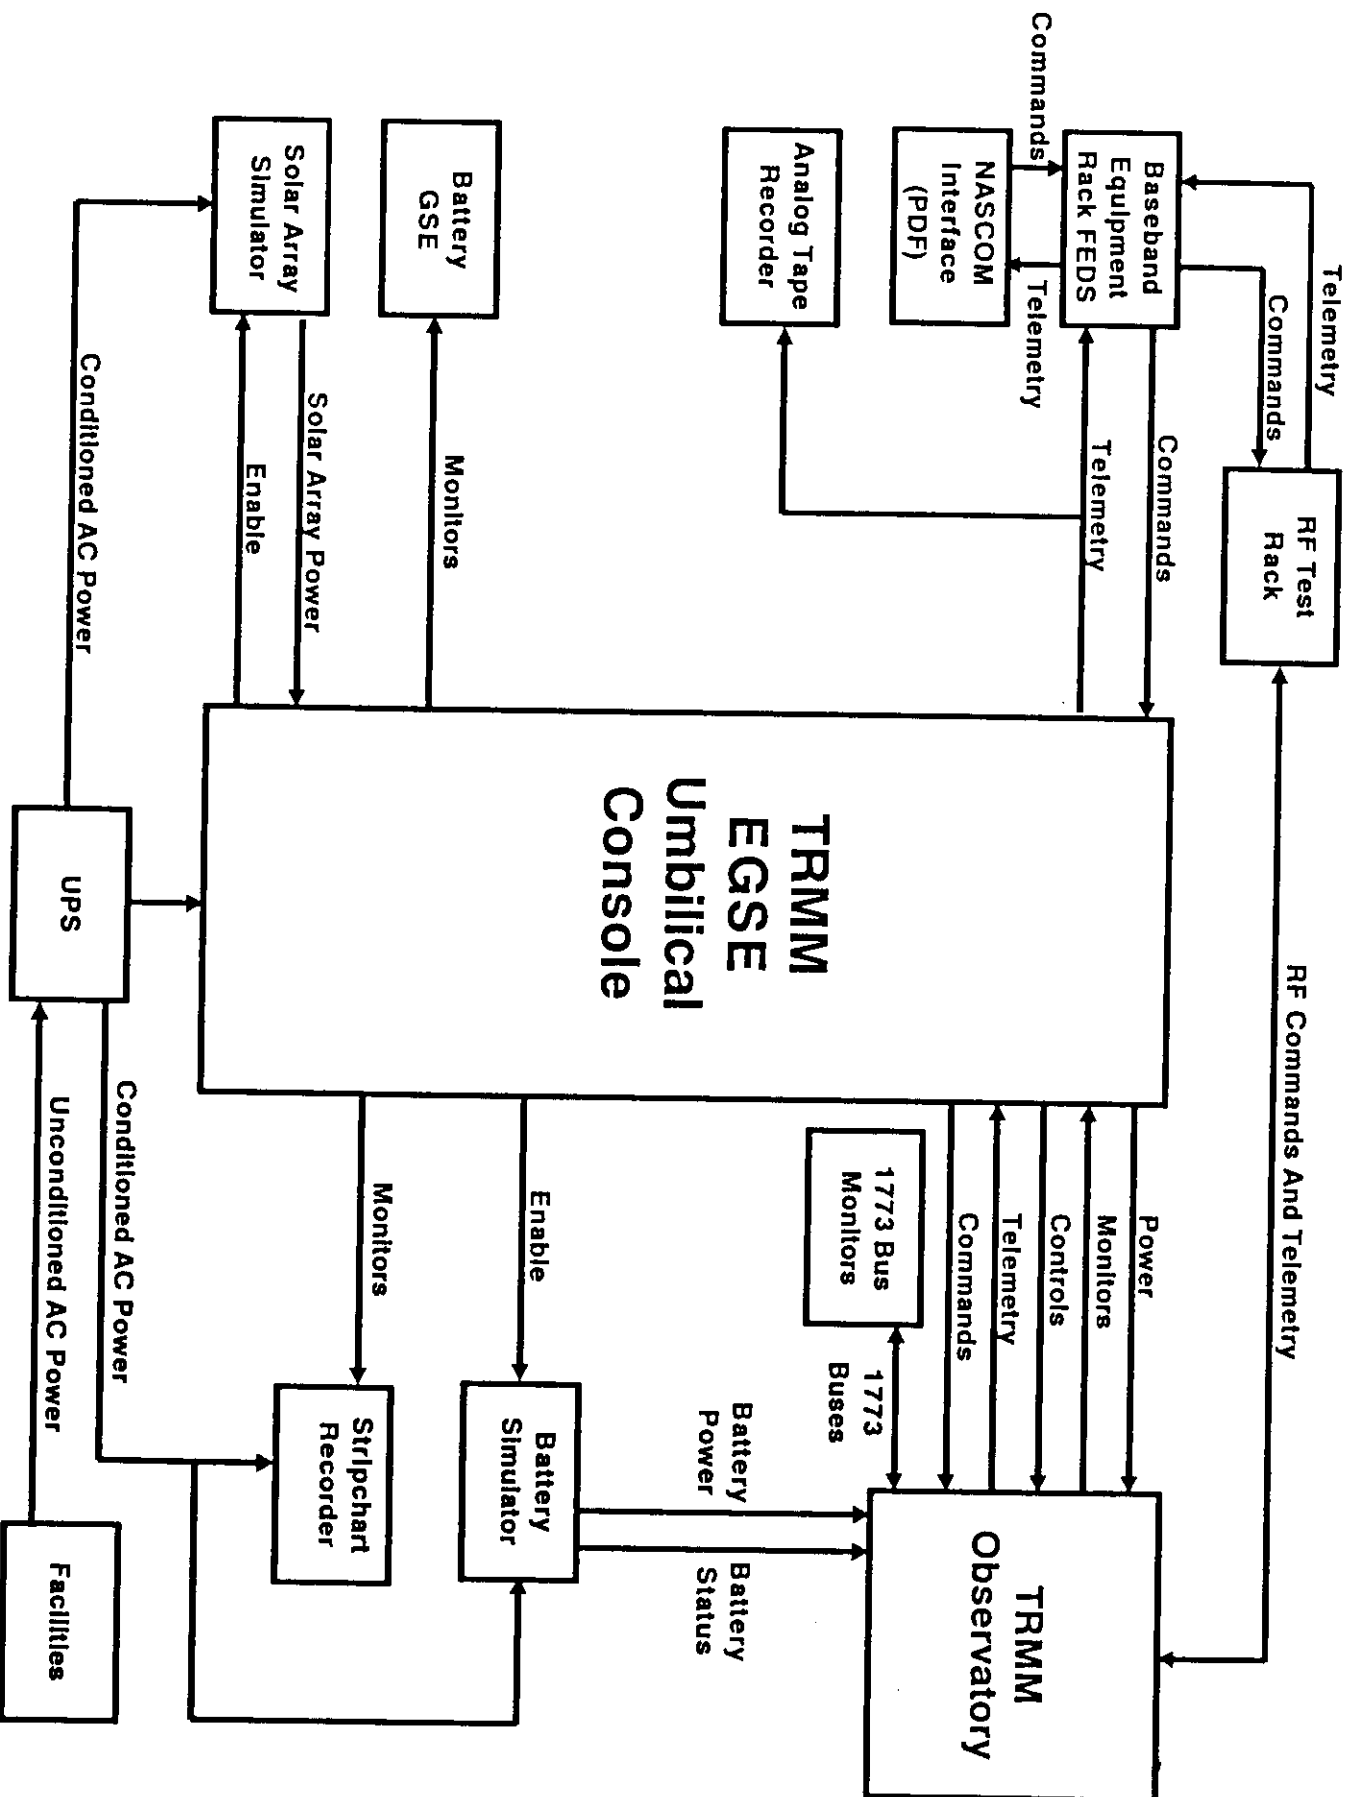 Telemetry
Commands
RF Test
Rack
RF Commands And Telemetry
Commands
Baseband
Equipment
Rack FEDS
NASCOM
Interface
(PDF)
Telemetry
Commands
Telemetry
Analog Tape
Recorder
Battery
GSE
Monitors
Solar Array
Simulator
Solar Array Power
Enable
Conditioned AC Power
TRMM
EGSE
Umbilical
Console
Power
Monitors
Controls
Telemetry
Commands
1773 Bus
Monitors
1773
Buses
TRMM
Observatory
Battery
Power
Battery
Status
Enable
Battery
Simulator
Monitors
Stripchart
Recorder
UPS
Conditioned AC Power
Unconditioned AC Power
Facilities